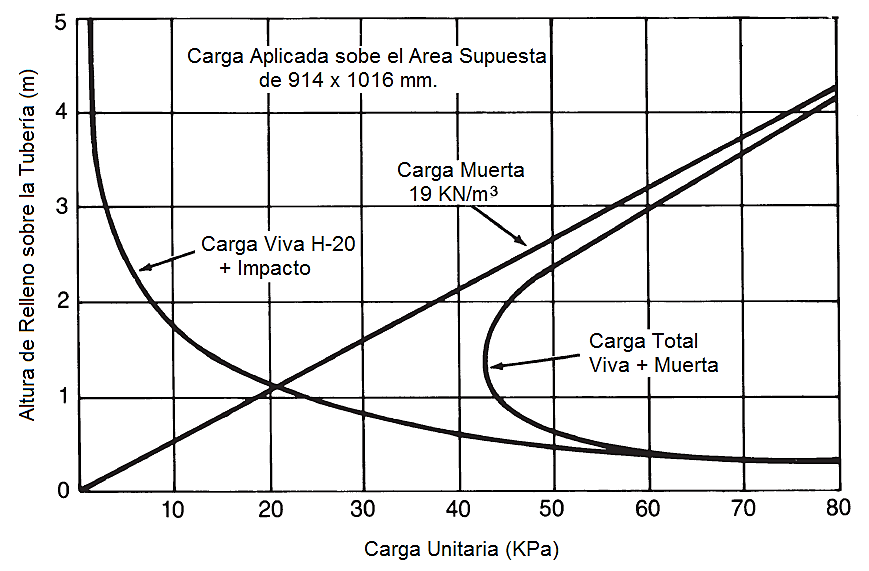 Carga Aplicada sobe el Area Supuesta
de 914 x 1016 mm.
Carga Muerta
19 KN/m³
Carga Viva H-20
+ Impacto
Carga Total
Viva + Muerta
Altura de Relleno sobre la Tubería (m)
5
4
3
2
1
0
10 20 30 40 50 60 70 80
Carga Unitaria (KPa)